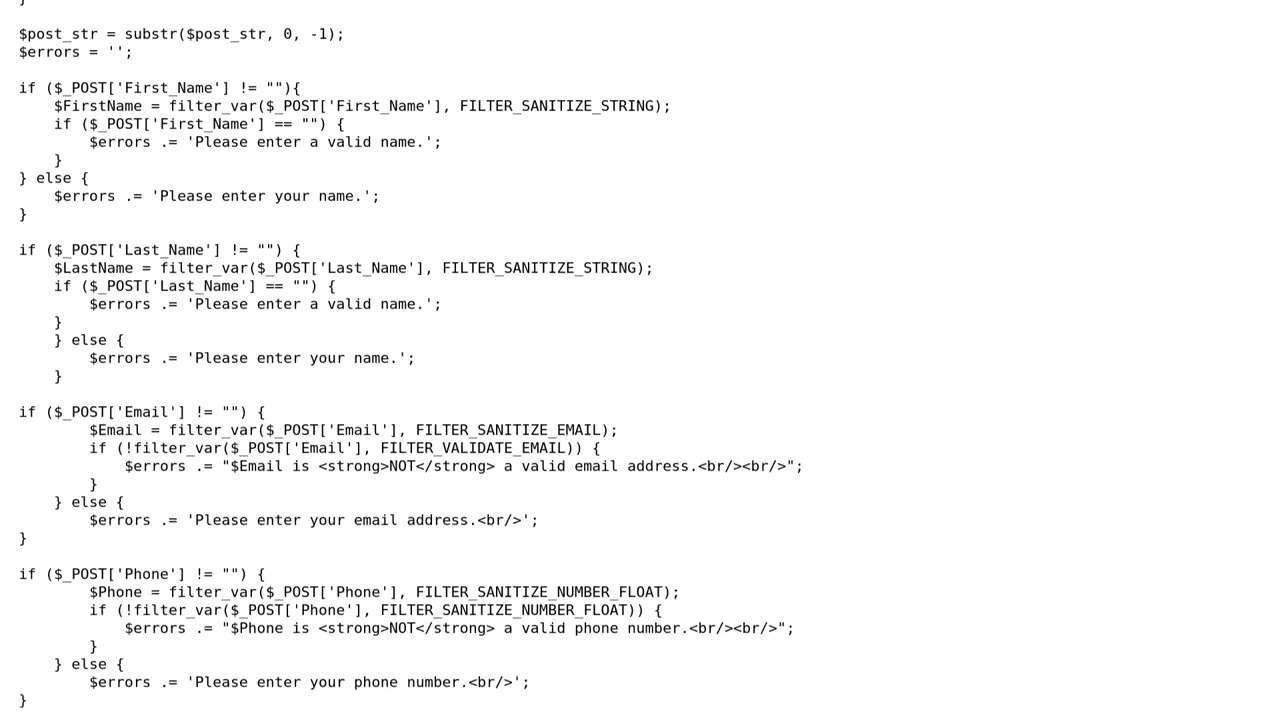 }
$post_str = substr($post_str, 0, -1);
$errors = '';
if ($_POST['First_Name'] != ""){
    $FirstName = filter_var($_POST['First_Name'], FILTER_SANITIZE_STRING);
    if ($_POST['First_Name'] == "") {
        $errors .= 'Please enter a valid name.';
    }
} else {
    $errors .= 'Please enter your name.';
}
if ($_POST['Last_Name'] != "") {
    $LastName = filter_var($_POST['Last_Name'], FILTER_SANITIZE_STRING);
    if ($_POST['Last_Name'] == "") {
        $errors .= 'Please enter a valid name.';
    }
    } else {
        $errors .= 'Please enter your name.';
    }
if ($_POST['Email'] != "") {
        $Email = filter_var($_POST['Email'], FILTER_SANITIZE_EMAIL);
        if (!filter_var($_POST['Email'], FILTER_VALIDATE_EMAIL)) {
            $errors .= "$Email is <strong>NOT</strong> a valid email address.<br/><br/>";
        }
    } else {
        $errors .= 'Please enter your email address.<br/>';
}
if ($_POST['Phone'] != "") {
        $Phone = filter_var($_POST['Phone'], FILTER_SANITIZE_NUMBER_FLOAT);
        if (!filter_var($_POST['Phone'], FILTER_SANITIZE_NUMBER_FLOAT)) {
            $errors .= "$Phone is <strong>NOT</strong> a valid phone number.<br/><br/>";
        }
    } else {
        $errors .= 'Please enter your phone number.<br/>';
}